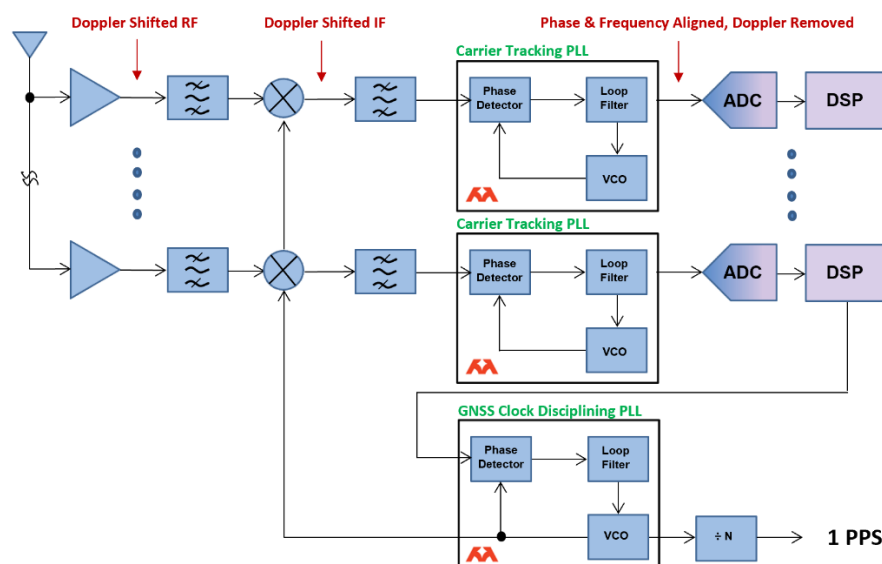 Doppler Shifted RF
Doppler Shifted IF
Phase & Frequency Aligned, Doppler Removed
Carrier Tracking PLL
Phase
Detector
Loop
Filter
VCO
ADC
DSP
Carrier Tracking PLL
Phase
Detector
Loop
Filter
VCO
ADC
DSP
GNSS Clock Disciplining PLL
Phase
Detector
Loop
Filter
VCO
÷ N
1 PPS